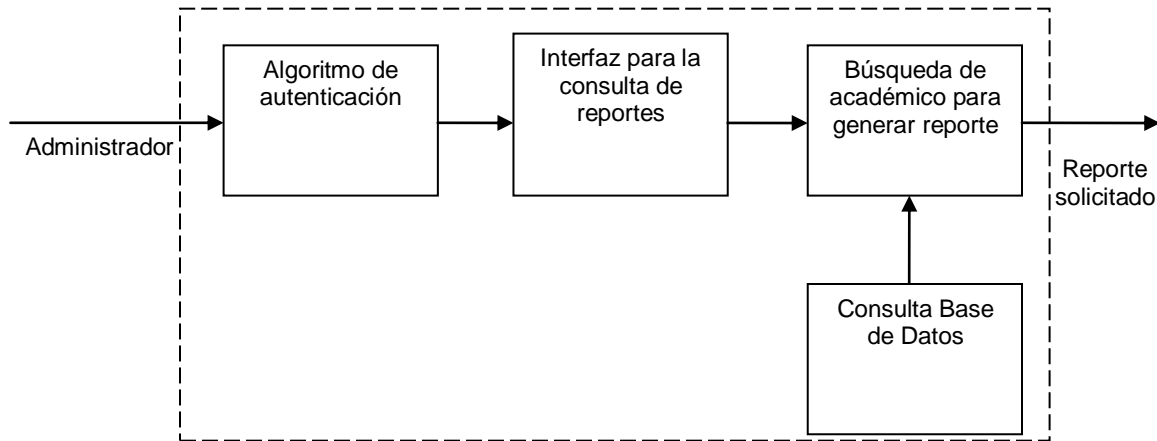 Administrador
Algoritmo de
autenticación
Interfaz para la
consulta de
reportes
Búsqueda de
académico para
generar reporte
Reporte
solicitado
Consulta Base
de Datos